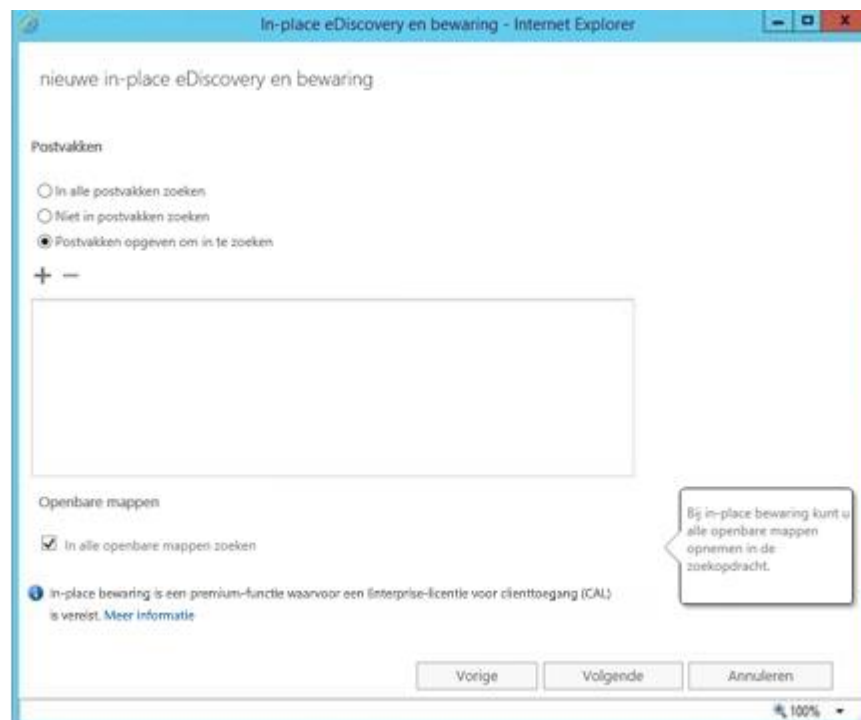 In-place eDiscovery en bewaring - Internet Explorer
nieuwe in-place eDiscovery en bewaring
Postvakken
In alle postvakken zoeken
Niet in postvakken zoeken
Postvakken opgeven om in te zoeken
Openbare mappen
In alle openbare mappen zoeken
Bij in-place bewaring kunt u
alle openbare mappen
opnemen in de
zoekopdracht.
In-place bewaring is een premium-functie waarvoor een Enterprise-licentie voor clienttoegang (CAL)
is vereist. Meer informatie
Vorige
Volgende
Annuleren
100%